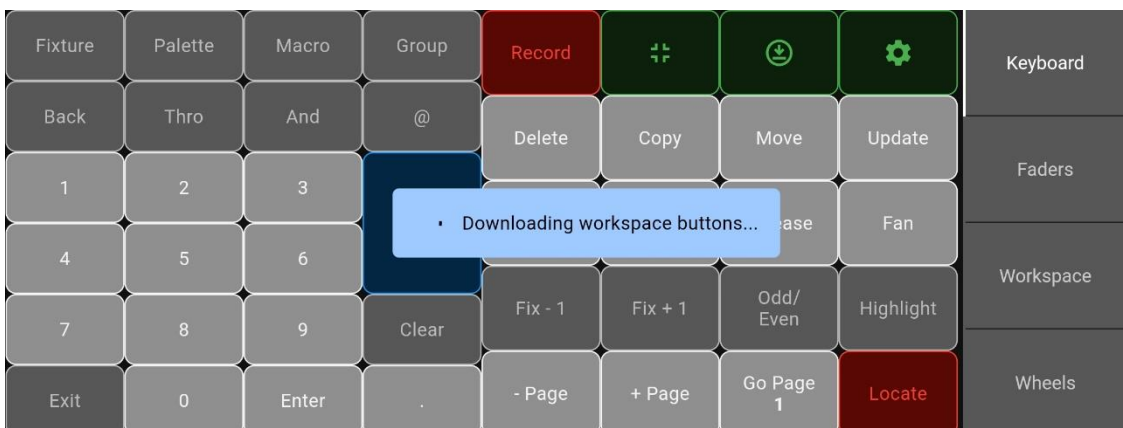 Fixture
Palette
Macro
Group
Record
Keyboard
Back
Thro
And
@
Delete
Copy
Move
Update
Faders
1
2
3
Downloading workspace buttons...
ease
Fan
4
5
6
Workspace
7
8
9
Clear
Fix - 1
Fix + 1
Odd/
Even
Highlight
Exit
0
Enter
.
- Page
+ Page
Go Page
1
Locate
Wheels